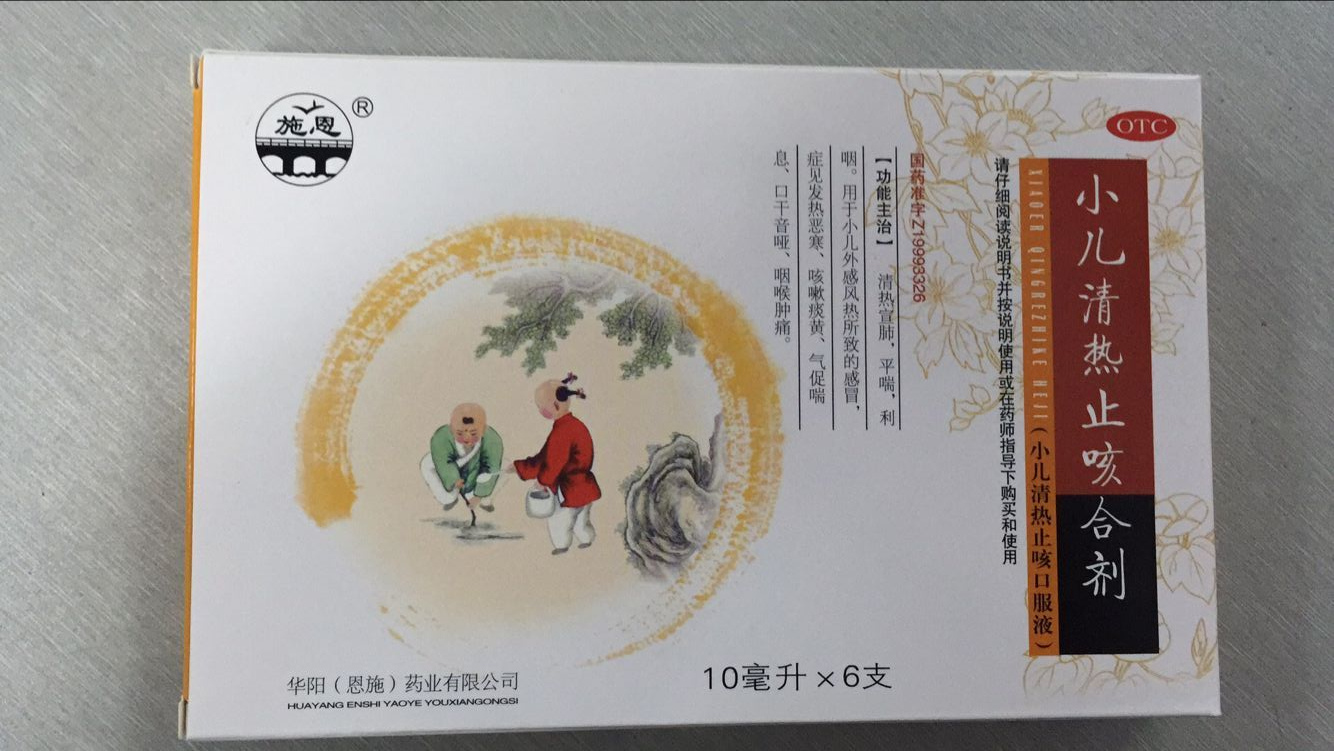 施恩
®
OTC
小儿清热止咳合剂
XIAOER QINGREZHIKE HEJI(小儿清热止咳口服液)
请仔细阅读说明书并按说明使用或在药师指导下购买和使用
国药准字Z19993326
【功能主治】 清热宣肺,平喘,利
咽。用于小儿外感风热所致的感冒,
症见发热恶寒、咳嗽痰黄、气促喘
息、口干音哑、咽喉肿痛。
10毫升×6支
华阳(恩施)药业有限公司
HUAYANG ENSHI YAOYE YOUXIANGONGSI